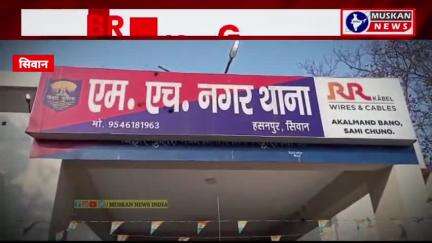 MUSKAN
NEWS
सिवान
एम. एच. नगर थाना
मो. 9546181963
हसनपुर, सिवान
RR KABEL
WIRES & CABLES
AKALMAND BANO,
SAHI CHUNO.
MUSKAN NEWS INDIA